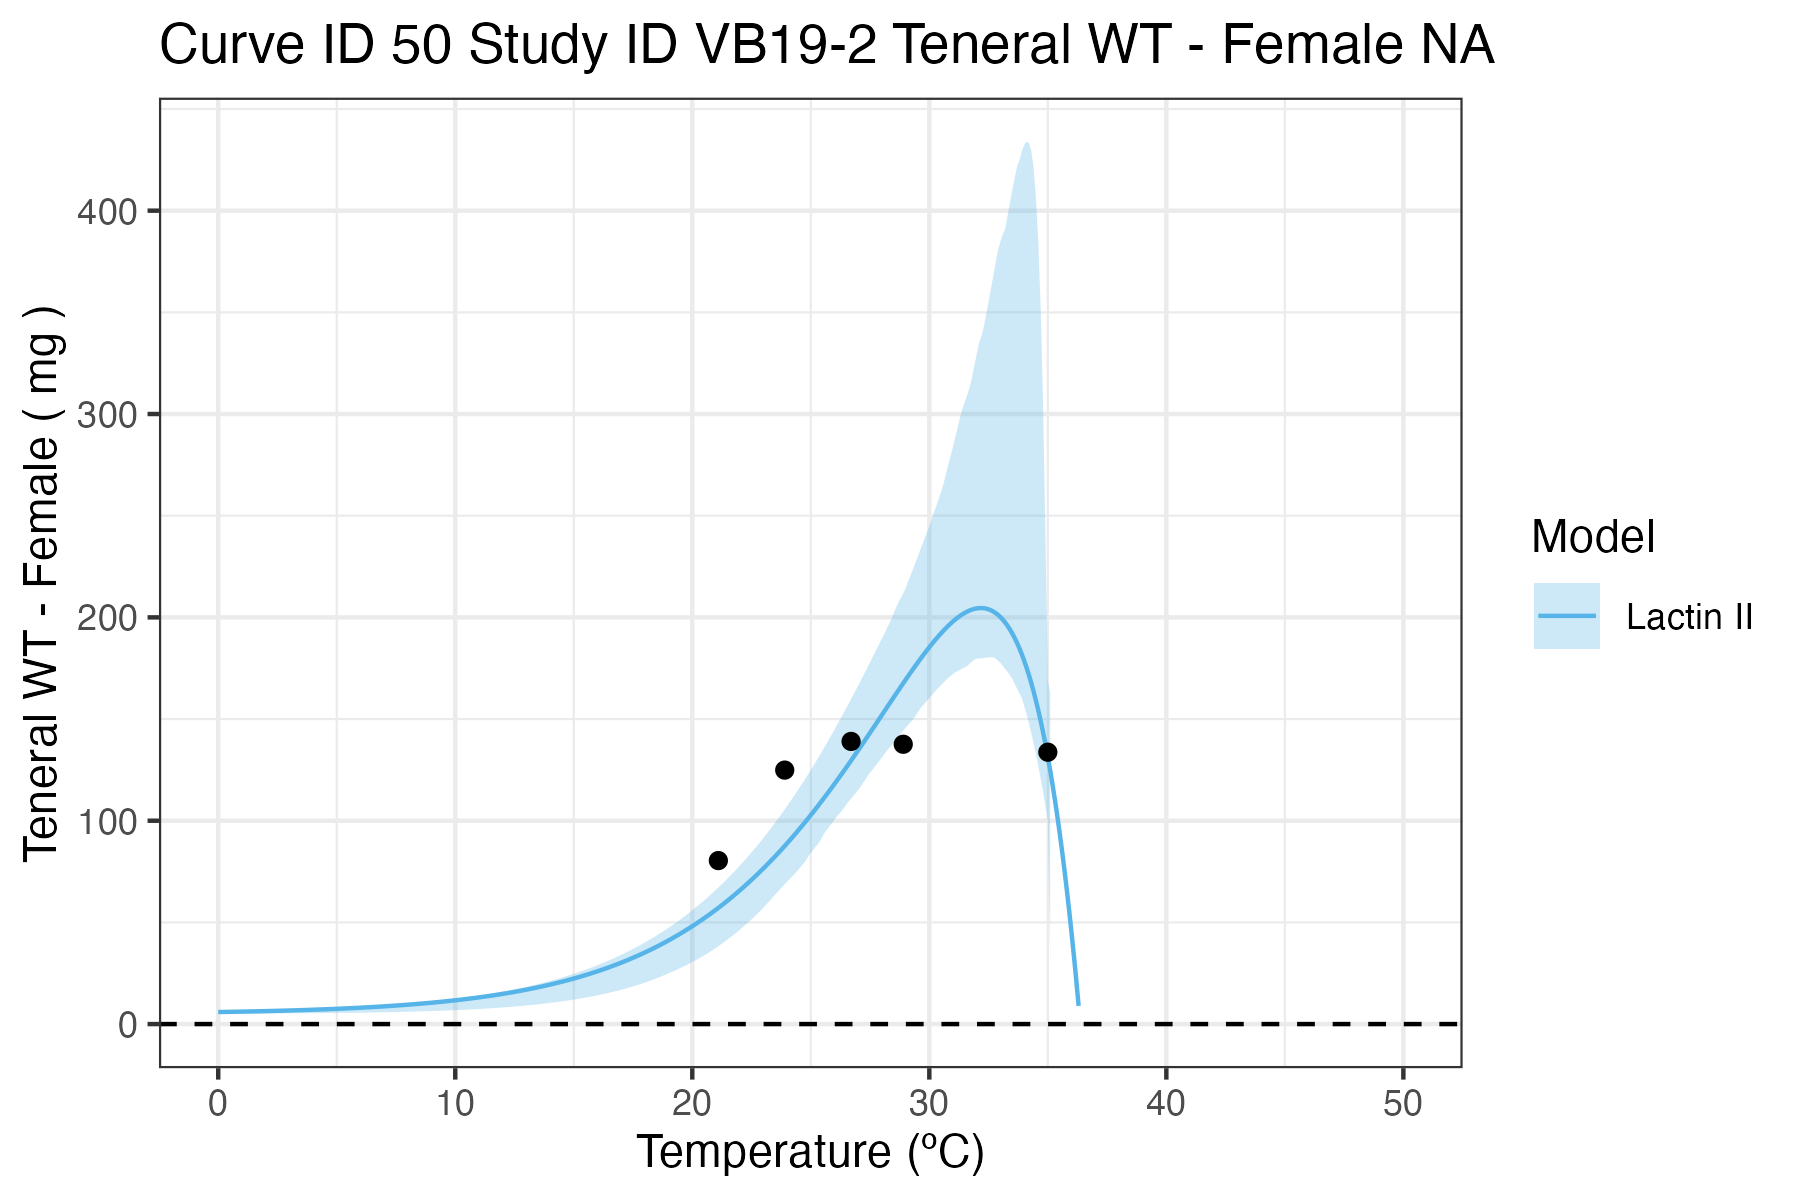 Curve ID 50 Study ID VB19-2 Teneral WT - Female NA
Teneral WT - Female ( mg )
400
300
200
100
0
0 10 20 30 40 50
Temperature (ºC)
Model
Lactin II